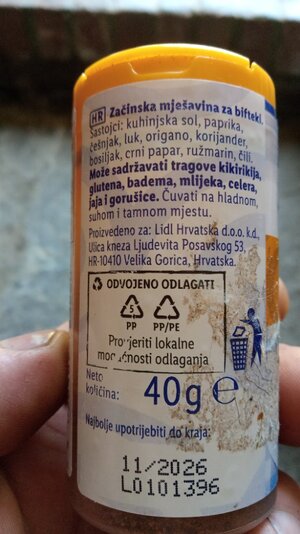 HR Začinska mješavina za bifteki.
Sastojci: kuhinjska sol, paprika,
češnjak, luk, origano, korijander,
bosiljak, crni papar, ružmarin, čili.
Može sadržavati tragove kikirikija,
glutena, badema, mlijeka, celera,
jaja i gorušice. Čuvati na hladnom,
suhom i tamnom mjestu.
Proizvedeno za: Lidl Hrvatska d.o.o. k.d.,
Ulica kneza Ljudevita Posavskog 53,
HR-10410 Velika Gorica, Hrvatska.
ODVOJENO ODLAGATI
5
PP PP/PE
Provjeriti lokalne
mogućnosti odlaganja
Neto
količina: 40g e
Najbolje upotrijebiti do kraja:
11/2026
L0101396